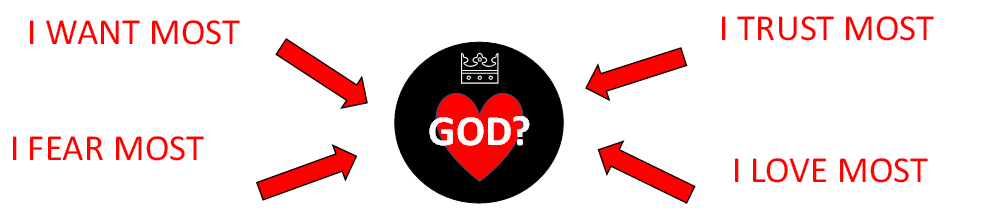 I WANT MOST
I TRUST MOST
GOD?
I FEAR MOST
I LOVE MOST